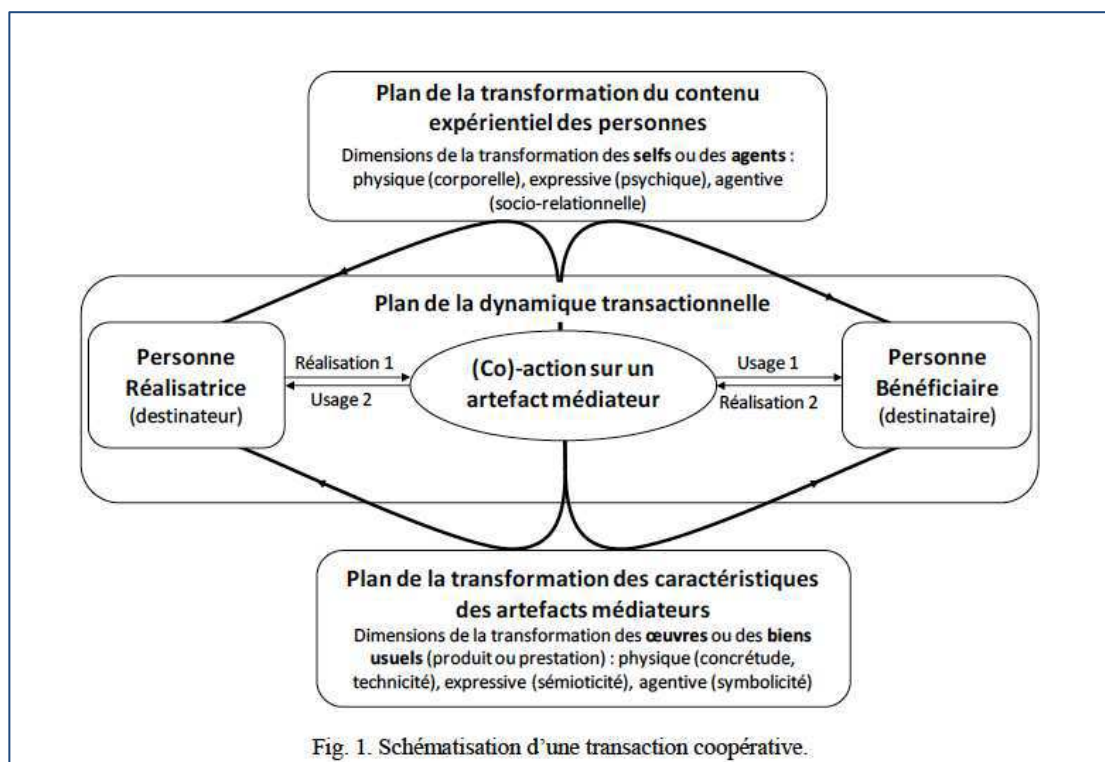 Plan de la transformation du contenu
expérientiel des personnes
Dimensions de la transformation des selfs ou des agents :
physique (corporelle), expressive (psychique), agentive
(socio-relationnelle)
Plan de la dynamique transactionnelle
Personne
Réalisatrice
(destinateur)
Réalisation 1
Usage 2
(Co)-action sur un
artefact médiateur
Usage 1
Réalisation 2
Personne
Bénéficiaire
(destinataire)
Plan de la transformation des caractéristiques
des artefacts médiateurs
Dimensions de la transformation des œuvres ou des biens
usuels (produit ou prestation) : physique (concrétude,
technicité), expressive (sémioticité), agentive (symbolicité)
Fig. 1. Schématisation d'une transaction coopérative.